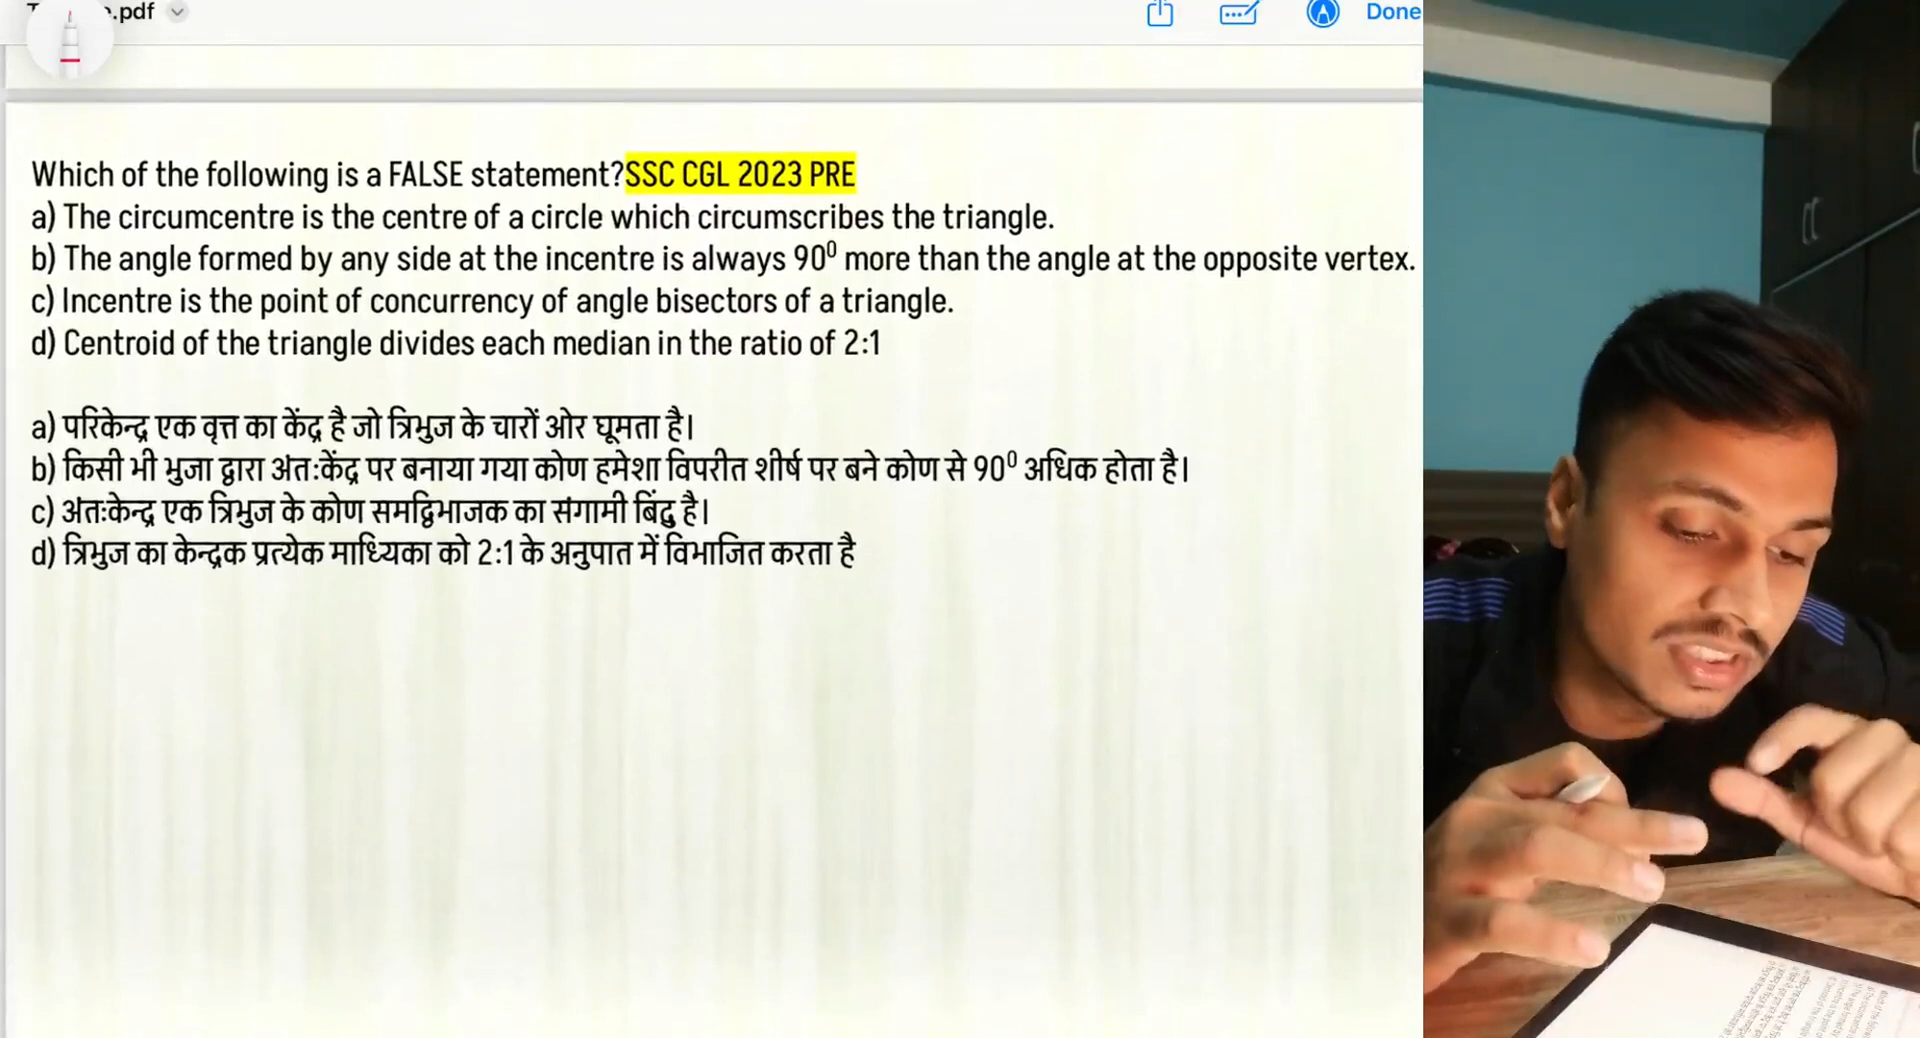 .pdf
Done
Which of the following is a FALSE statement?SSC CGL 2023 PRE
a) The circumcentre is the centre of a circle which circumscribes the triangle.
b) The angle formed by any side at the incentre is always 90⁰ more than the angle at the opposite vertex.
c) Incentre is the point of concurrency of angle bisectors of a triangle.
d) Centroid of the triangle divides each median in the ratio of 2:1
a) परिकेन्द्र एक वृत्त का केंद्र है जो त्रिभुज के चारों ओर घूमता है।
b) किसी भी भुजा द्वारा अंतःकेंद्र पर बनाया गया कोण हमेशा विपरीत शीर्ष पर बने कोण से 90⁰ अधिक होता है।
c) अंतःकेन्द्र एक त्रिभुज के कोण समद्विभाजक का संगामी बिंदु है।
d) त्रिभुज का केन्द्रक प्रत्येक माध्यिका को 2:1 के अनुपात में विभाजित करता है